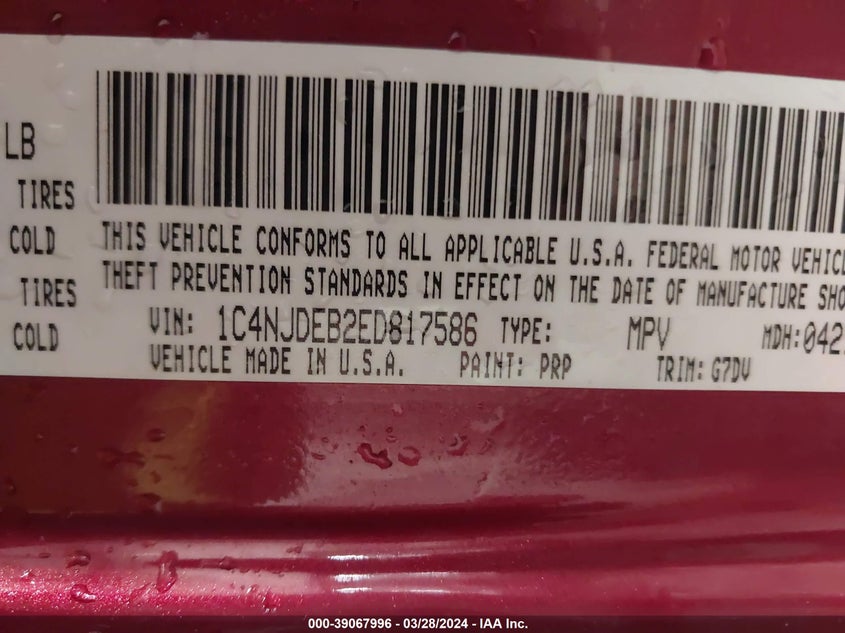 LB
TIRES
COLD
TIRES
COLD
THIS VEHICLE CONFORMS TO ALL APPLICABLE U.S.A. FEDERAL MOTOR VEHICL
THEFT PREVENTION STANDARDS IN EFFECT ON THE DATE OF MANUFACTURE SHO
VIN: 1C4NJDEB2ED817586 TYPE: MPV MDH:042
VEHICLE MADE IN U.S.A. PAINT: PRP TRIM: G7DV
000-39067996 - 03/28/2024 - IAA Inc.